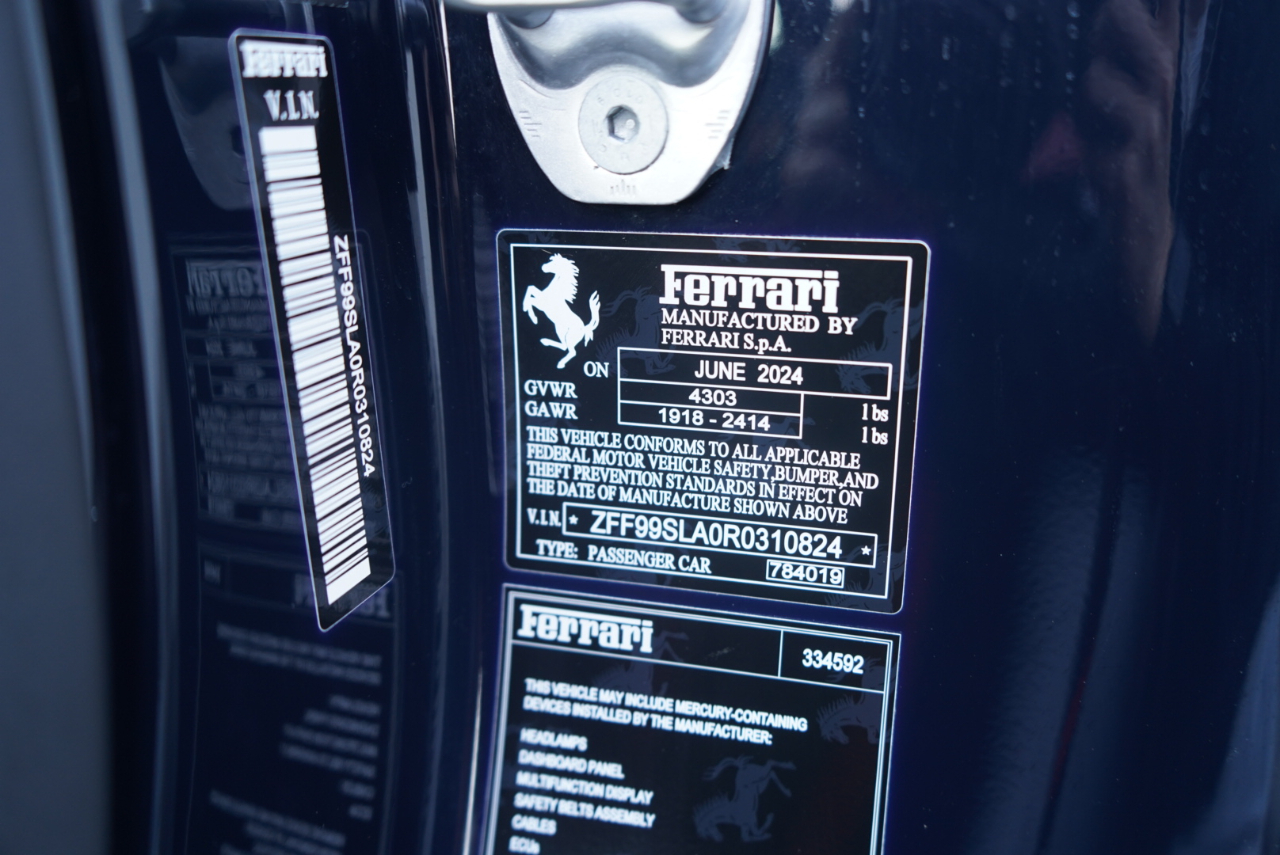 Ferrari
V.I.N.
ZFF99SLA0R0310824
Ferrari
MANUFACTURED BY
FERRARI S.p.A.
ON JUNE 2024
GVWR 4303 lbs
GAWR 1918 - 2414 lbs
THIS VEHICLE CONFORMS TO ALL APPLICABLE
FEDERAL MOTOR VEHICLE SAFETY,BUMPER,AND
THEFT PREVENTION STANDARDS IN EFFECT ON
THE DATE OF MANUFACTURE SHOWN ABOVE
V.I.N. * ZFF99SLA0R0310824 *
TYPE: PASSENGER CAR 784019
Ferrari 334592
THIS VEHICLE MAY INCLUDE MERCURY-CONTAINING
DEVICES INSTALLED BY THE MANUFACTURER:
HEADLAMPS
DASHBOARD PANEL
MULTIFUNCTION DISPLAY
SAFETY BELTS ASSEMBLY
CABLES
ECUs